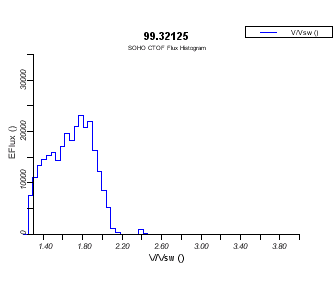 99.32125
SOHO CTOF Flux Histogram
V/Vsw ()
EFlux ()
30000
20000
10000
0
1.40 1.80 2.20 2.60 3.00 3.40 3.80
V/Vsw ()